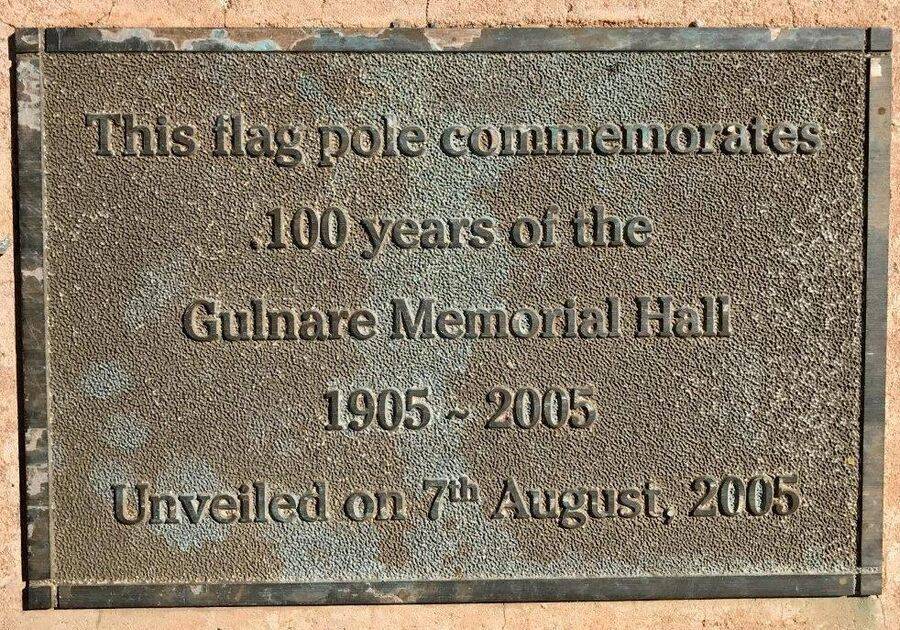 This flag pole commemorates
.100 years of the
Gulnare Memorial Hall
1905 ~ 2005
Unveiled on 7th August, 2005